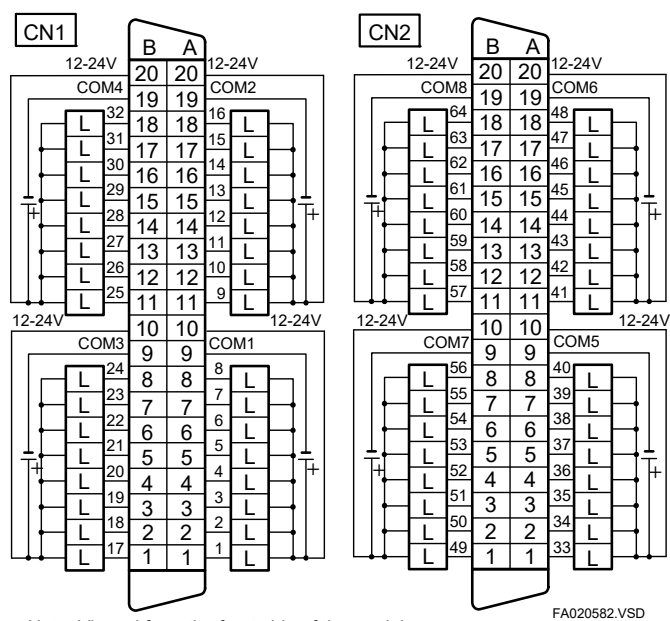 CN1
B A
12-24V 20 20 12-24V
COM4 19 19 COM2
L 32 18 18 16 L
L 31 17 17 15 L
L 30 16 16 14 L
L 29 15 15 13 L
L 28 14 14 12 L
L 27 13 13 11 L
L 26 12 12 10 L
L 25 11 11 9 L
12-24V 10 10 12-24V
COM3 9 9 COM1
L 24 8 8 8 L
L 23 7 7 7 L
L 22 6 6 6 L
L 21 5 5 5 L
L 20 4 4 4 L
L 19 3 3 3 L
L 18 2 2 2 L
L 17 1 1 1 L
CN2
B A
12-24V 20 20 12-24V
COM8 19 19 COM6
L 64 18 18 48 L
L 63 17 17 47 L
L 62 16 16 46 L
L 61 15 15 45 L
L 60 14 14 44 L
L 59 13 13 43 L
L 58 12 12 42 L
L 57 11 11 41 L
12-24V 10 10 12-24V
COM7 9 9 COM5
L 56 8 8 40 L
L 55 7 7 39 L
L 54 6 6 38 L
L 53 5 5 37 L
L 52 4 4 36 L
L 51 3 3 35 L
L 50 2 2 34 L
L 49 1 1 33 L
FA020582.VSD